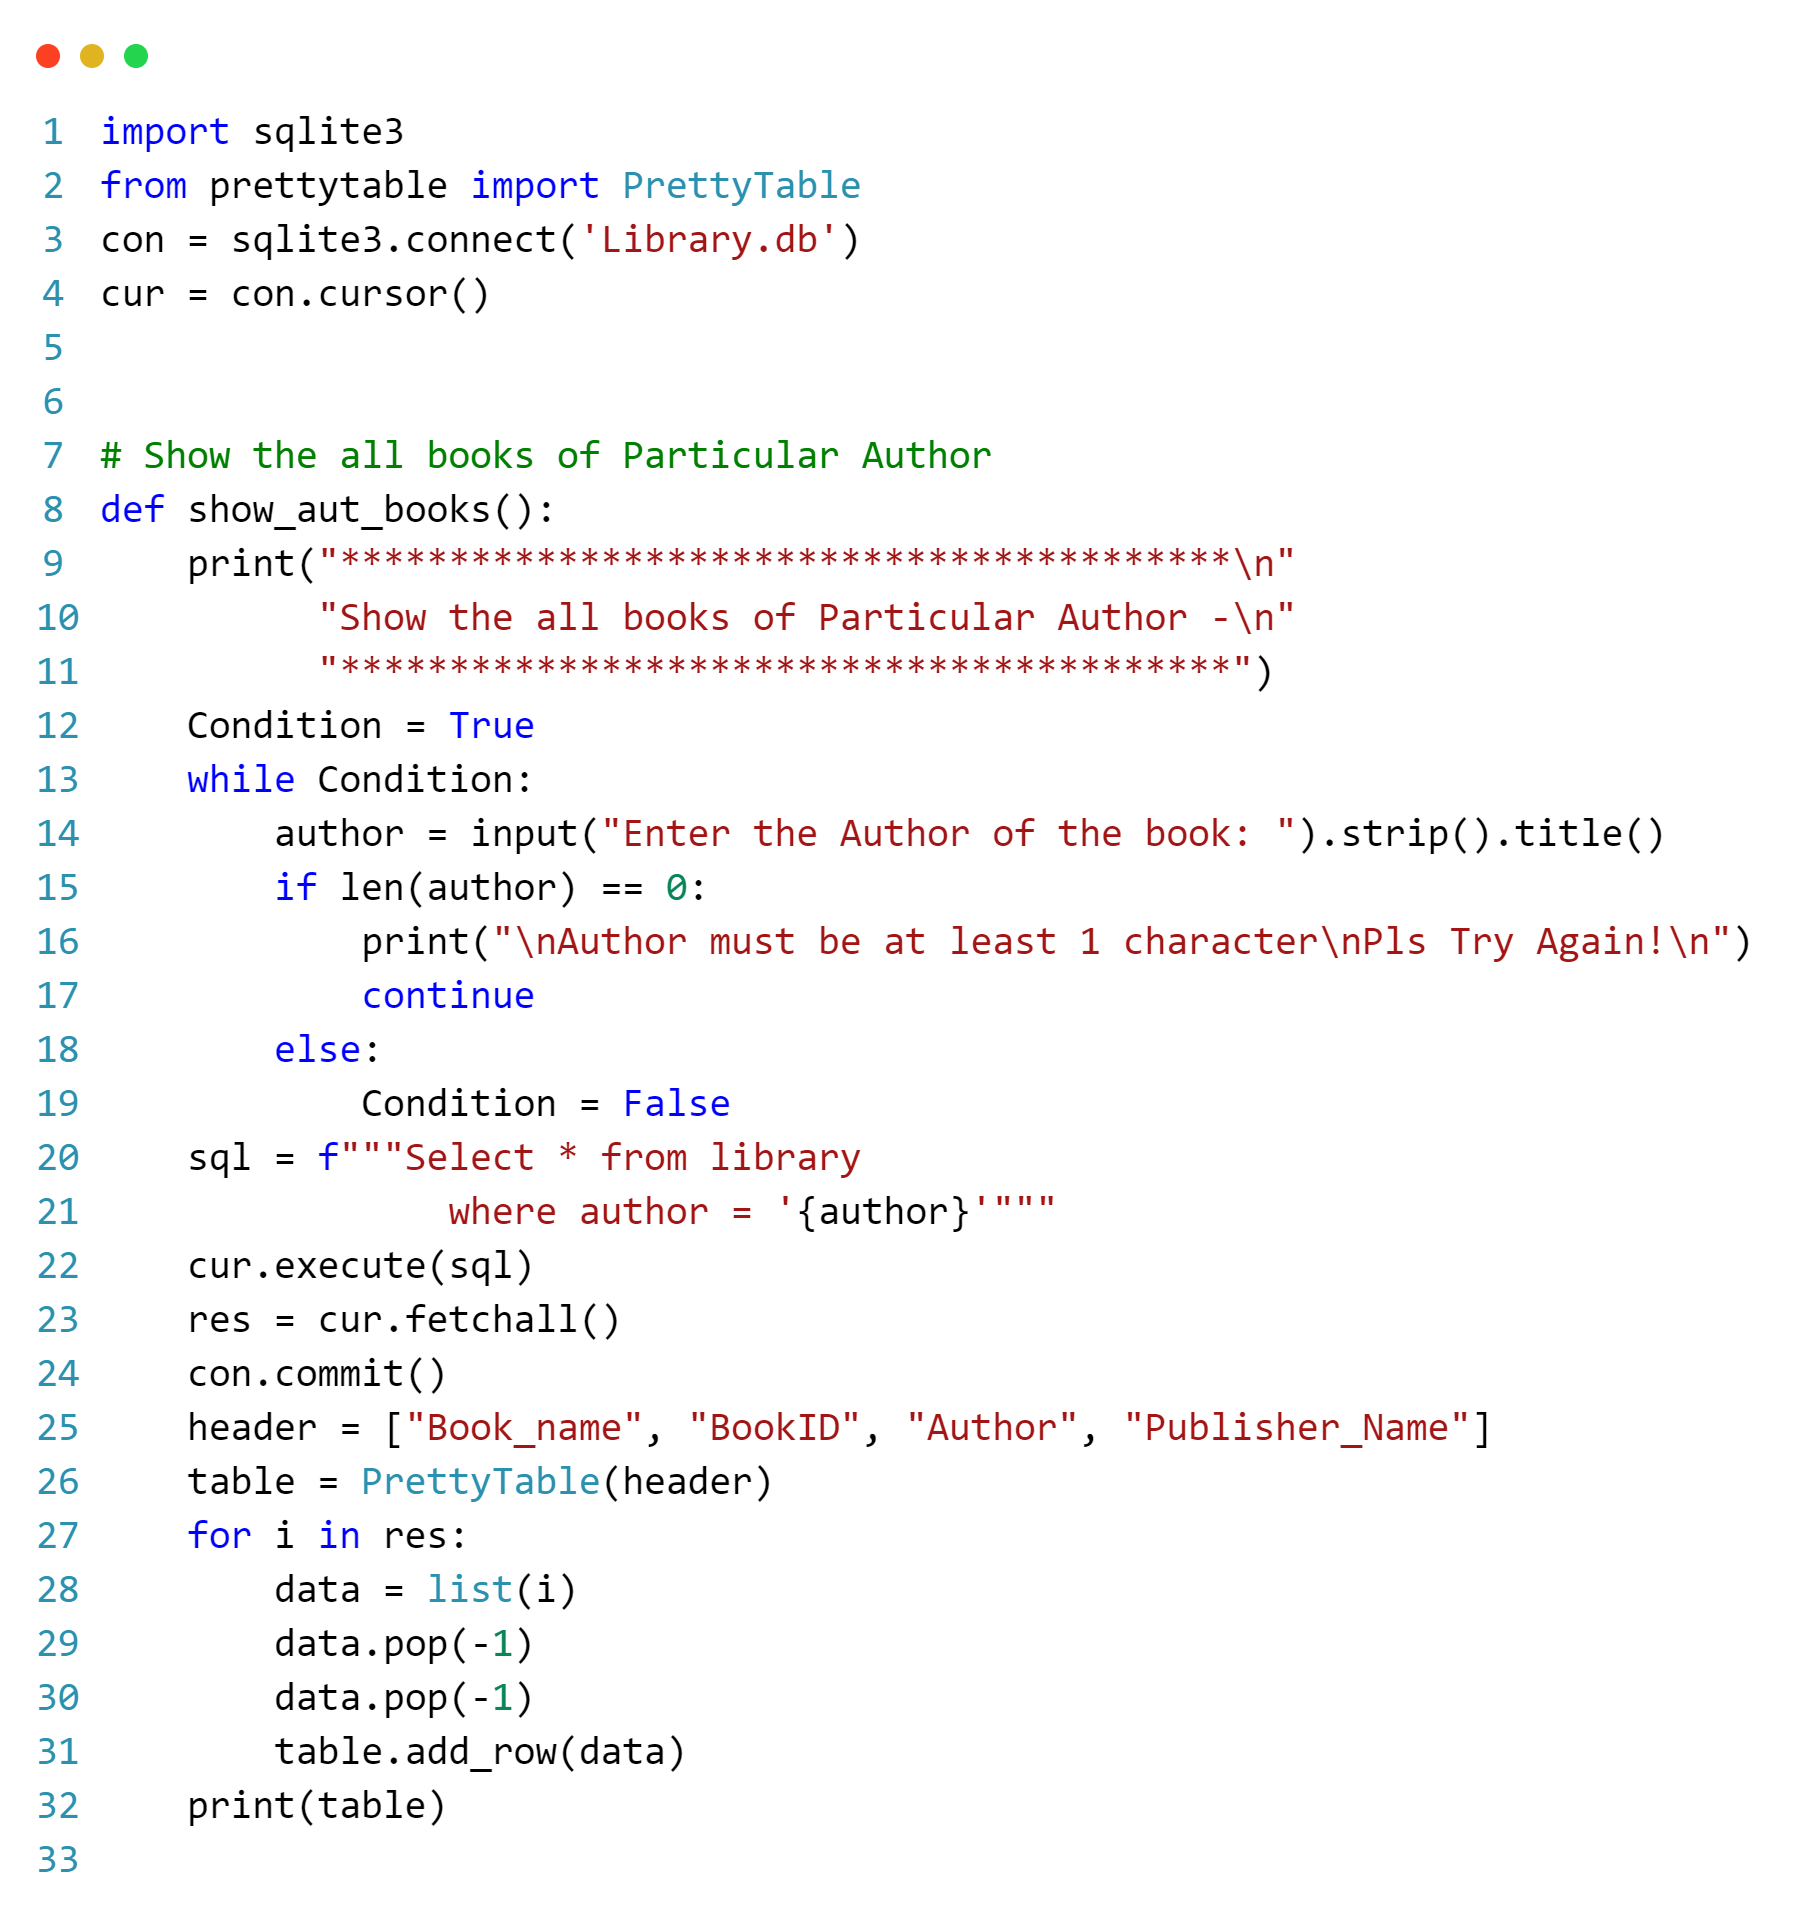 1 import sqlite3
2 from prettytable import PrettyTable
3 con = sqlite3.connect('Library.db')
4 cur = con.cursor()
5
6
7 # Show the all books of Particular Author
8 def show_aut_books():
9     print("*****************************************\n"
10           "Show the all books of Particular Author -\n"
11           "*****************************************")
12     Condition = True
13     while Condition:
14         author = input("Enter the Author of the book: ").strip().title()
15         if len(author) == 0:
16             print("\nAuthor must be at least 1 character\nPls Try Again!\n")
17             continue
18         else:
19             Condition = False
20     sql = f"""Select * from library
21                 where author = '{author}'"""
22     cur.execute(sql)
23     res = cur.fetchall()
24     con.commit()
25     header = ["Book_name", "BookID", "Author", "Publisher_Name"]
26     table = PrettyTable(header)
27     for i in res:
28         data = list(i)
29         data.pop(-1)
30         data.pop(-1)
31         table.add_row(data)
32     print(table)
33